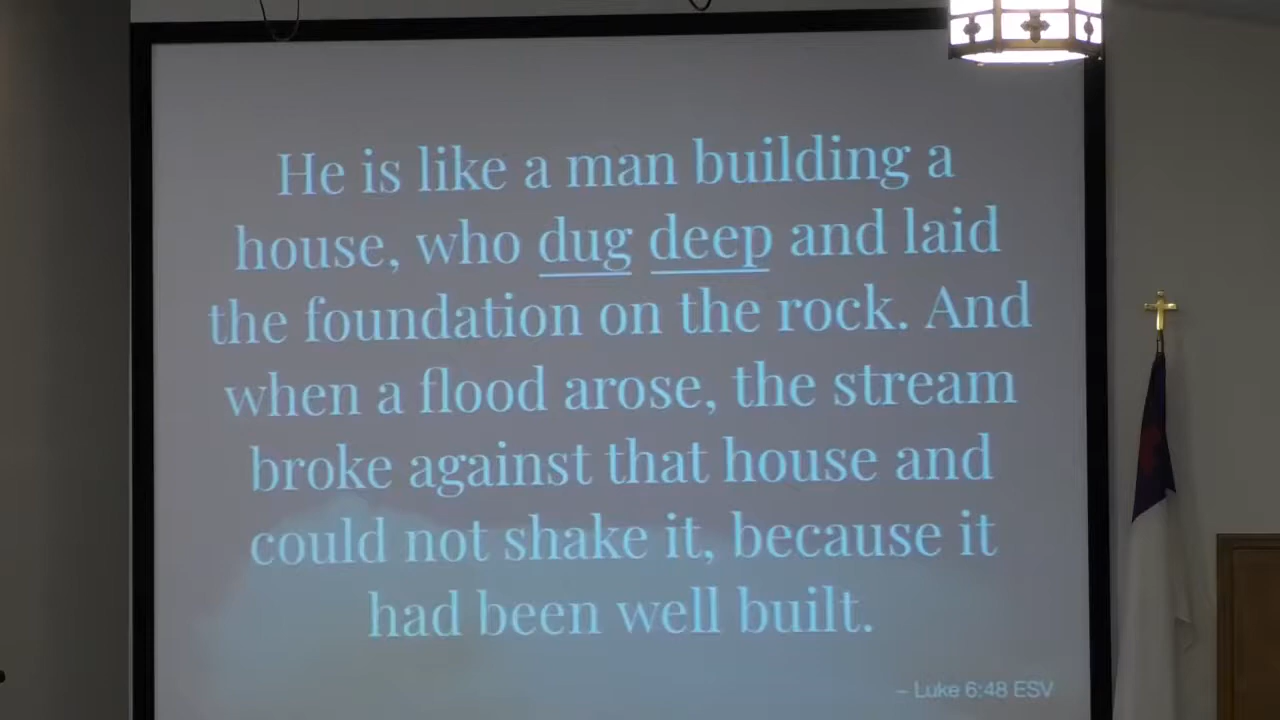 He is like a man building a
house, who dug deep and laid
the foundation on the rock. And
when a flood arose, the stream
broke against that house and
could not shake it, because it
had been well built.
– Luke 6:48 ESV